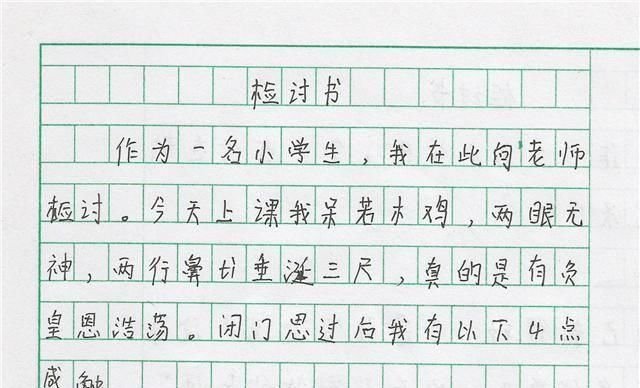 检讨书
作为一名小学生，我在此向老师
检讨。今天上课我呆若木鸡，两眼无
神，两行鼻ti垂涎三尺，真的是有负
皇恩浩荡。闭门思过后我有以下4点
感触